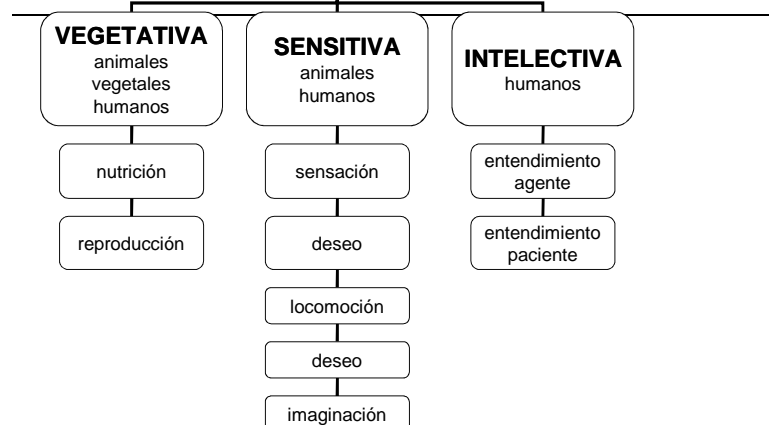 VEGETATIVA
animales
vegetales
humanos
nutrición
reproducción
SENSITIVA
animales
humanos
sensación
deseo
locomoción
deseo
imaginación
INTELECTIVA
humanos
entendimiento
agente
entendimiento
paciente